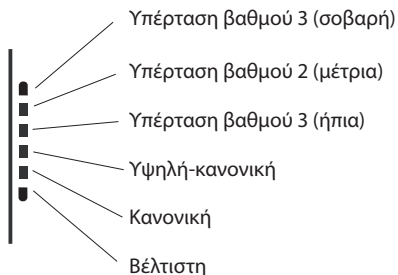 Υπέρταση βαθμού 3 (σοβαρή)
Υπέρταση βαθμού 2 (μέτρια)
Υπέρταση βαθμού 3 (ήπια)
Υψηλή-κανονική
Κανονική
Βέλτιστη